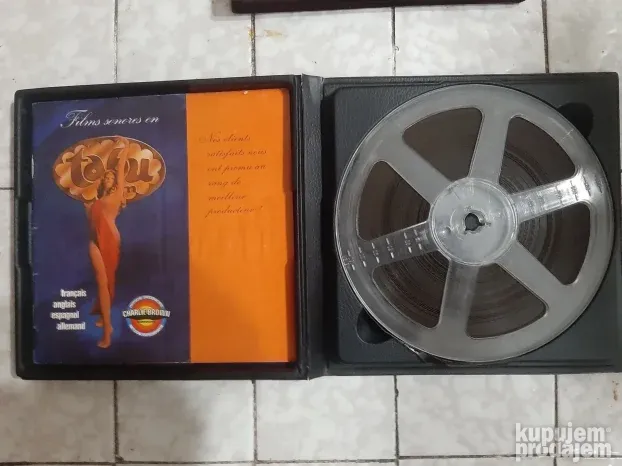 Films sonores en
tabu
français
anglais
espagnol
allemand
CHARLIE BROWN
Nos clients
satisfaits nous
ont promu au
rang de
meilleur
producteur!
kupujem
prodajem